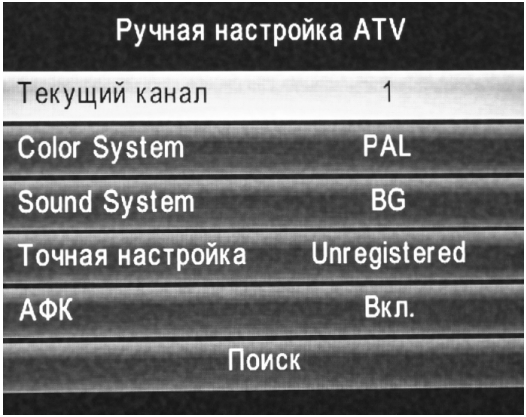 Ручная настройка ATV
Текущий канал 1
Color System PAL
Sound System BG
Точная настройка Unregistered
АФК Вкл.
Поиск